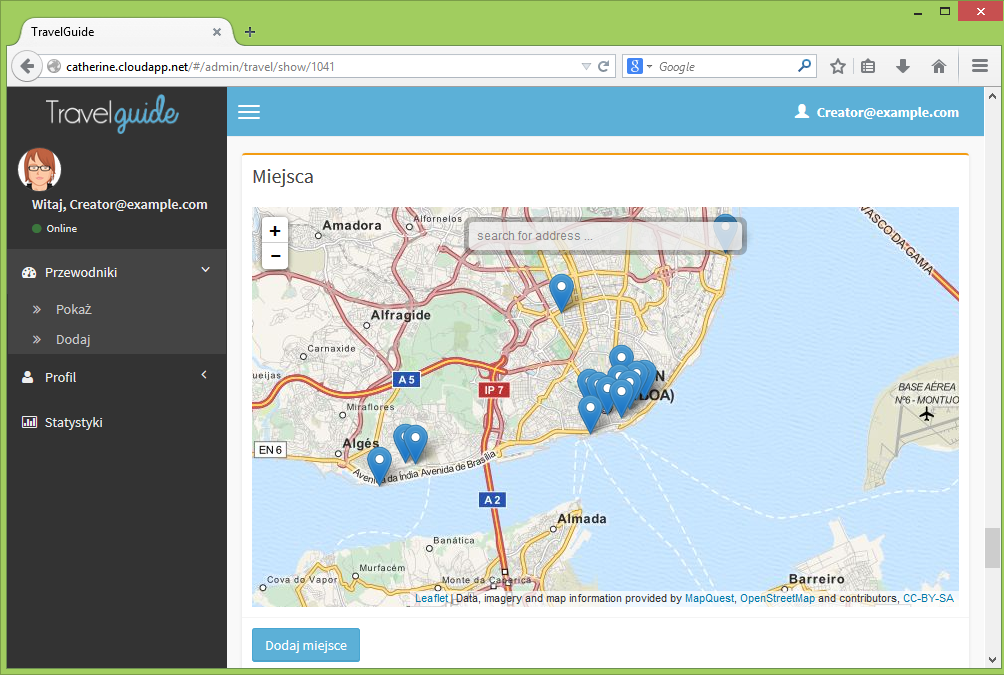 TravelGuide
catherine.cloudapp.net/#/admin/travel/show/1041
Google
Travelguide
Creator@example.com
Witaj, Creator@example.com
Online
Przewodniki
Pokaż
Dodaj
Profil
Statystyki
Miejsca
+
−
search for address ...
Amadora
Alfornelos
VASCO DA GAMA
Alfragide
Carnaxide
ueijas
A 5
IP 7
N
BOA)
BASE AÉREA
Nº6 - MONTIJO
Miraflores
Algés
EN 6
Avenida da Índia Avenida de Brasília
A 2
Almada
Banática
Murfacém
Cova do Vapor
Monte da Caparica
Barreiro
Leaflet | Data, imagery and map information provided by MapQuest, OpenStreetMap and contributors, CC-BY-SA
Dodaj miejsce